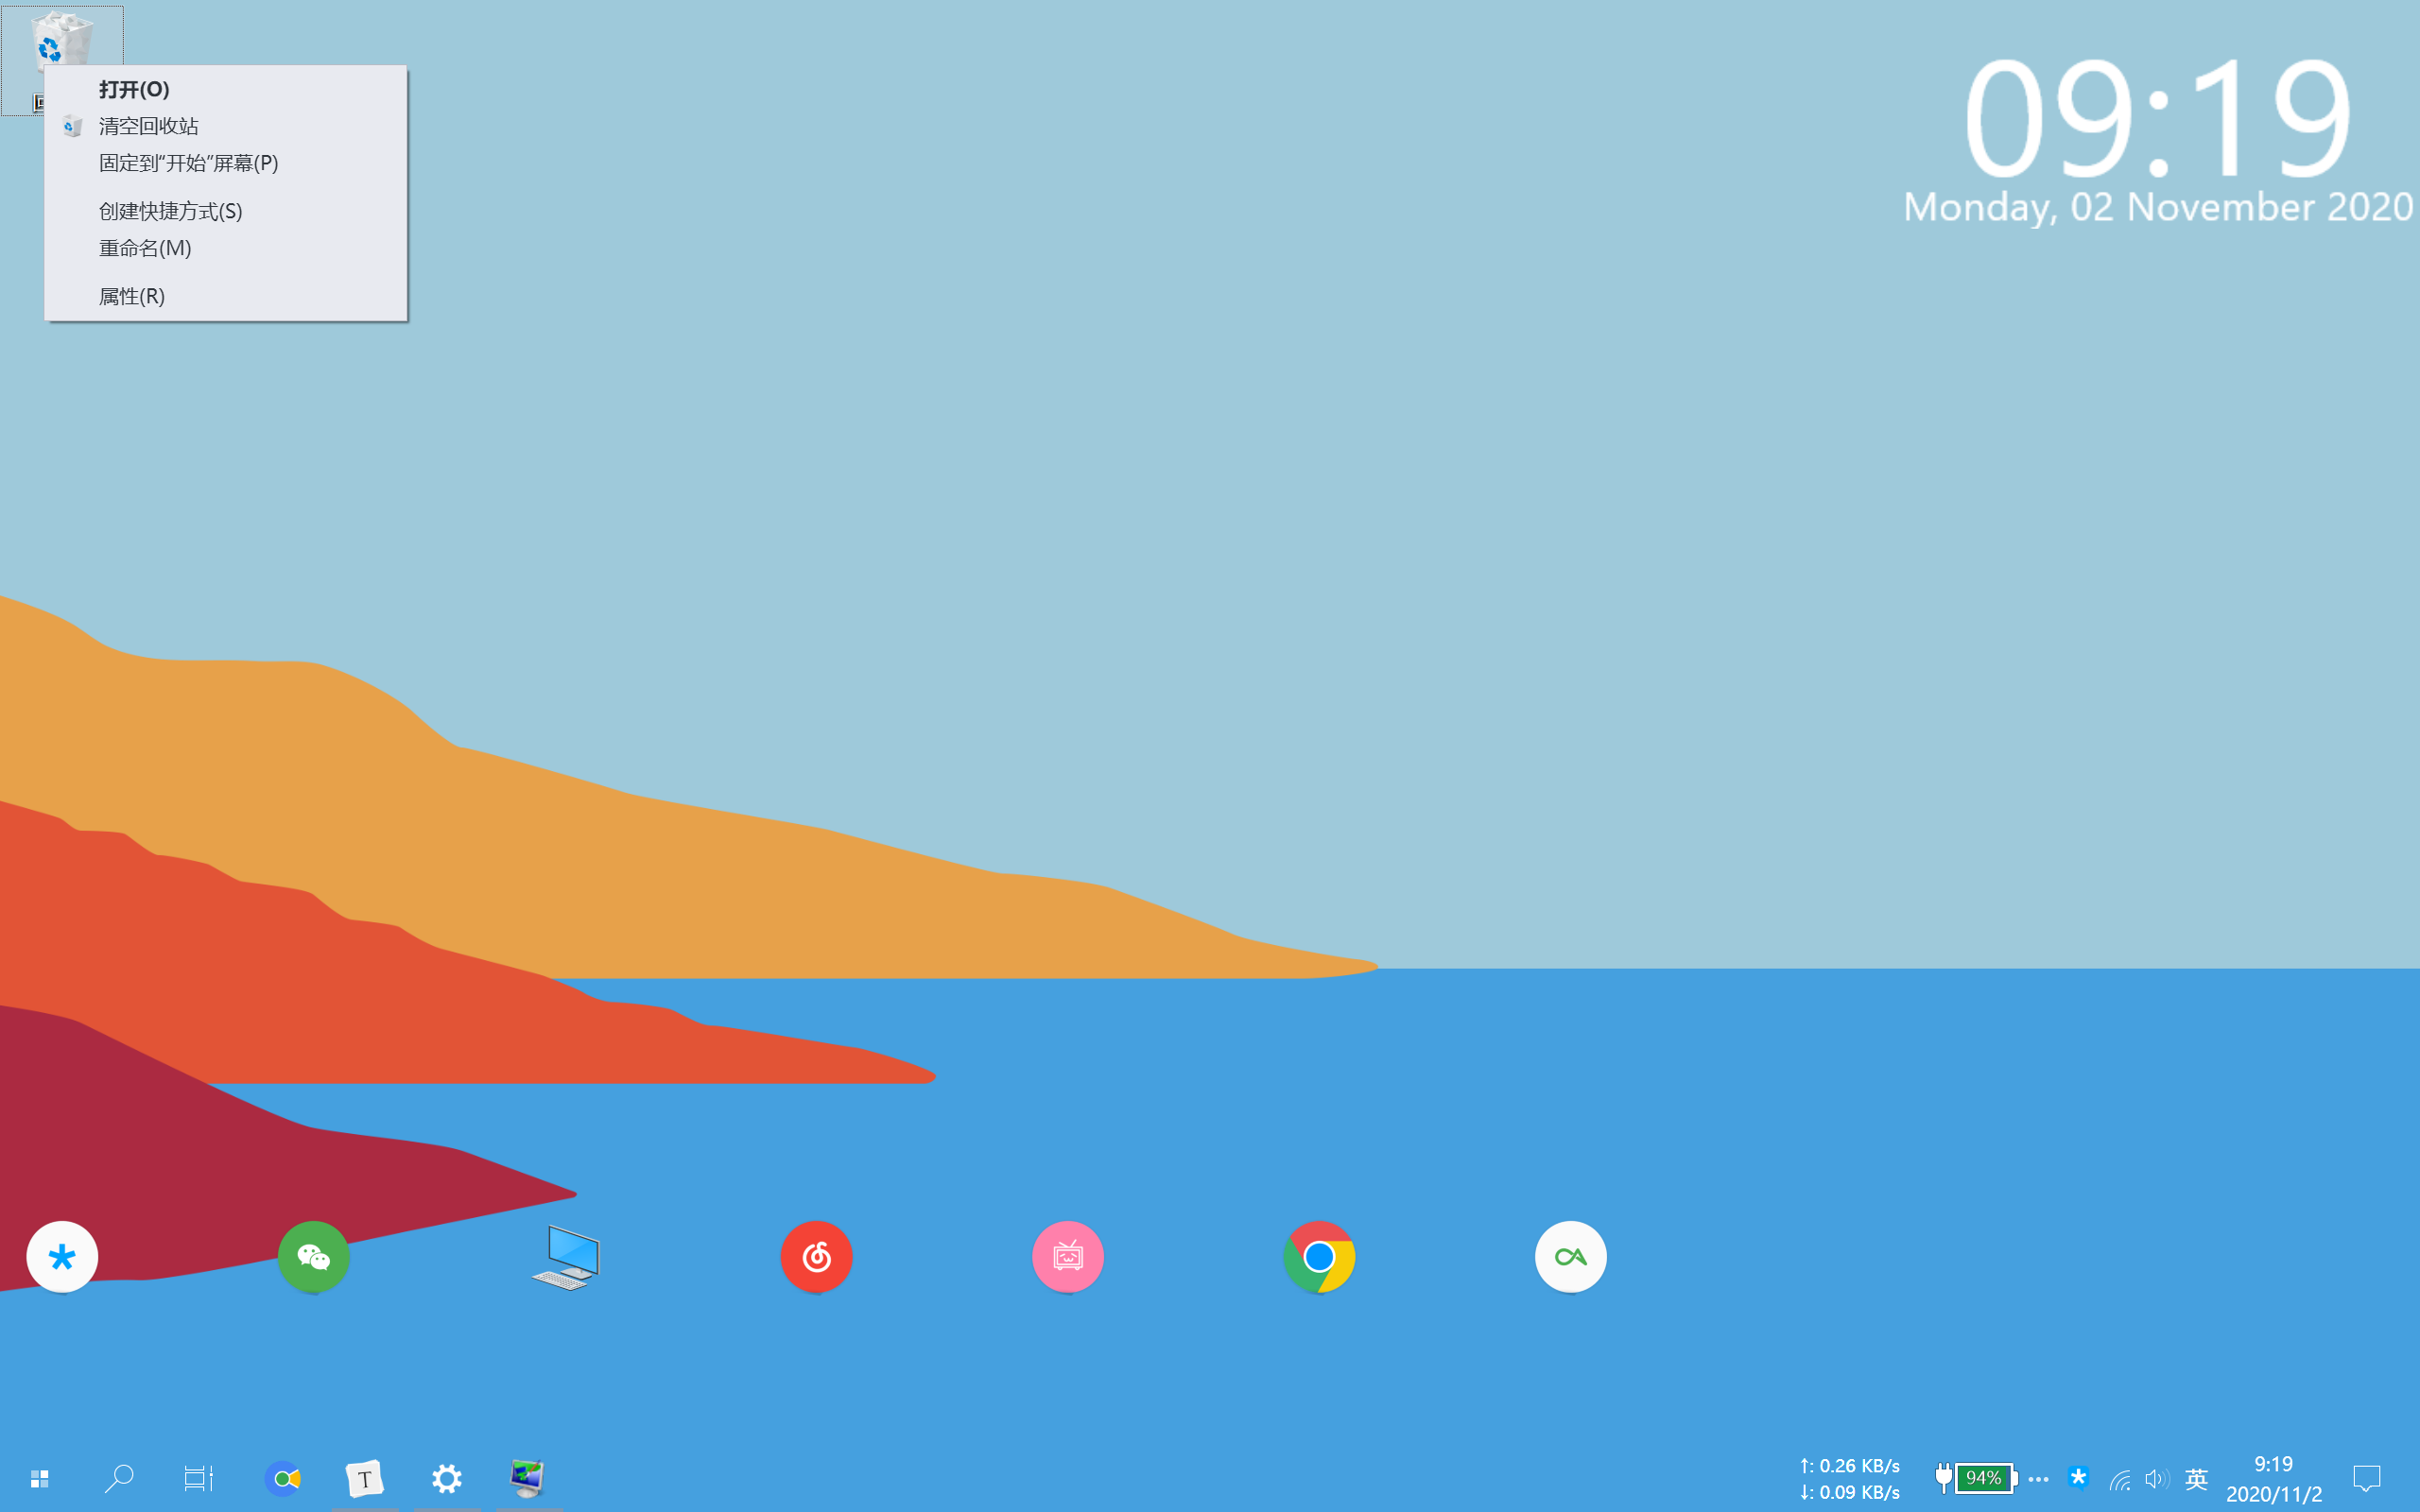 打开(O)
清空回收站
固定到“开始”屏幕(P)
创建快捷方式(S)
重命名(M)
属性(R)
09:19
Monday, 02 November 2020
T
↑: 0.26 KB/s
↓: 0.09 KB/s
94%
英
9:19
2020/11/2